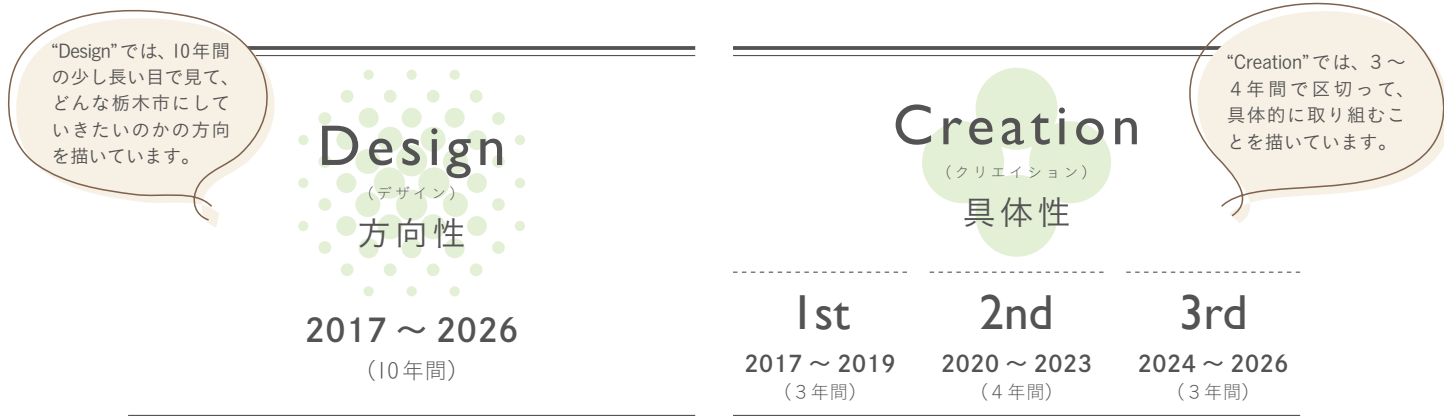 “Design”では、10年間
の少し長い目で見て、
どんな栃木市にして
いきたいのかの方向
を描いています。
Design
（デザイン）
方向性
2017 〜 2026
（10年間）
“Creation”では、３〜
４年間で区切って、
具体的に取り組むこ
とを描いています。
Creation
（クリエイション）
具体性
1st
2017 〜 2019
（３年間）
2nd
2020 〜 2023
（４年間）
3rd
2024 〜 2026
（３年間）